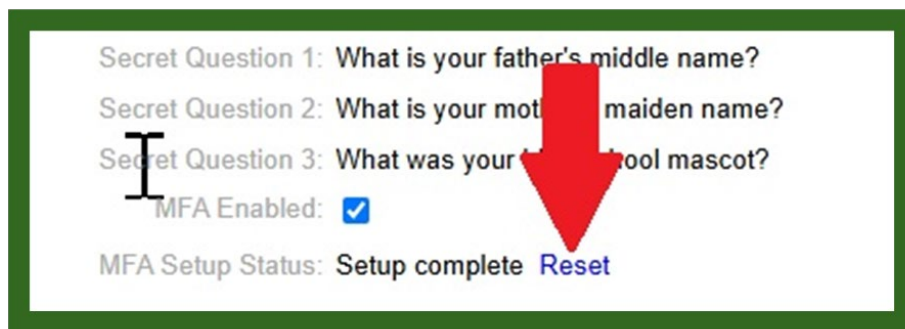 Secret Question 1: What is your father's middle name?
Secret Question 2: What is your maiden name?
Secret Question 3: What was your mascot?
MFA Enabled:
MFA Setup Status: Setup complete Reset